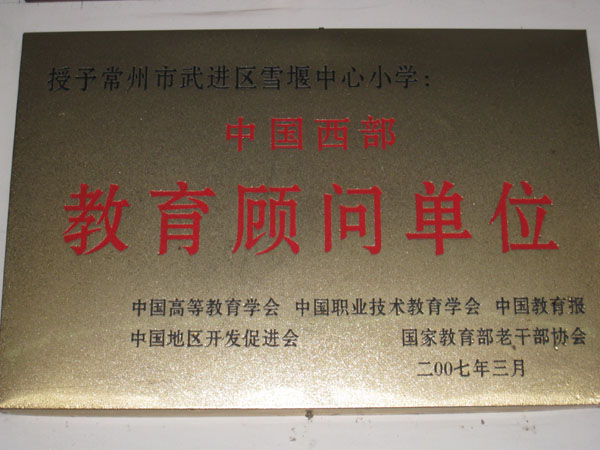 授予常州市武进区雪堰中心小学：
中国西部
教育顾问单位
中国高等教育学会 中国职业技术教育学会 中国教育报
中国地区开发促进会 国家教育部老干部协会
二00七年三月